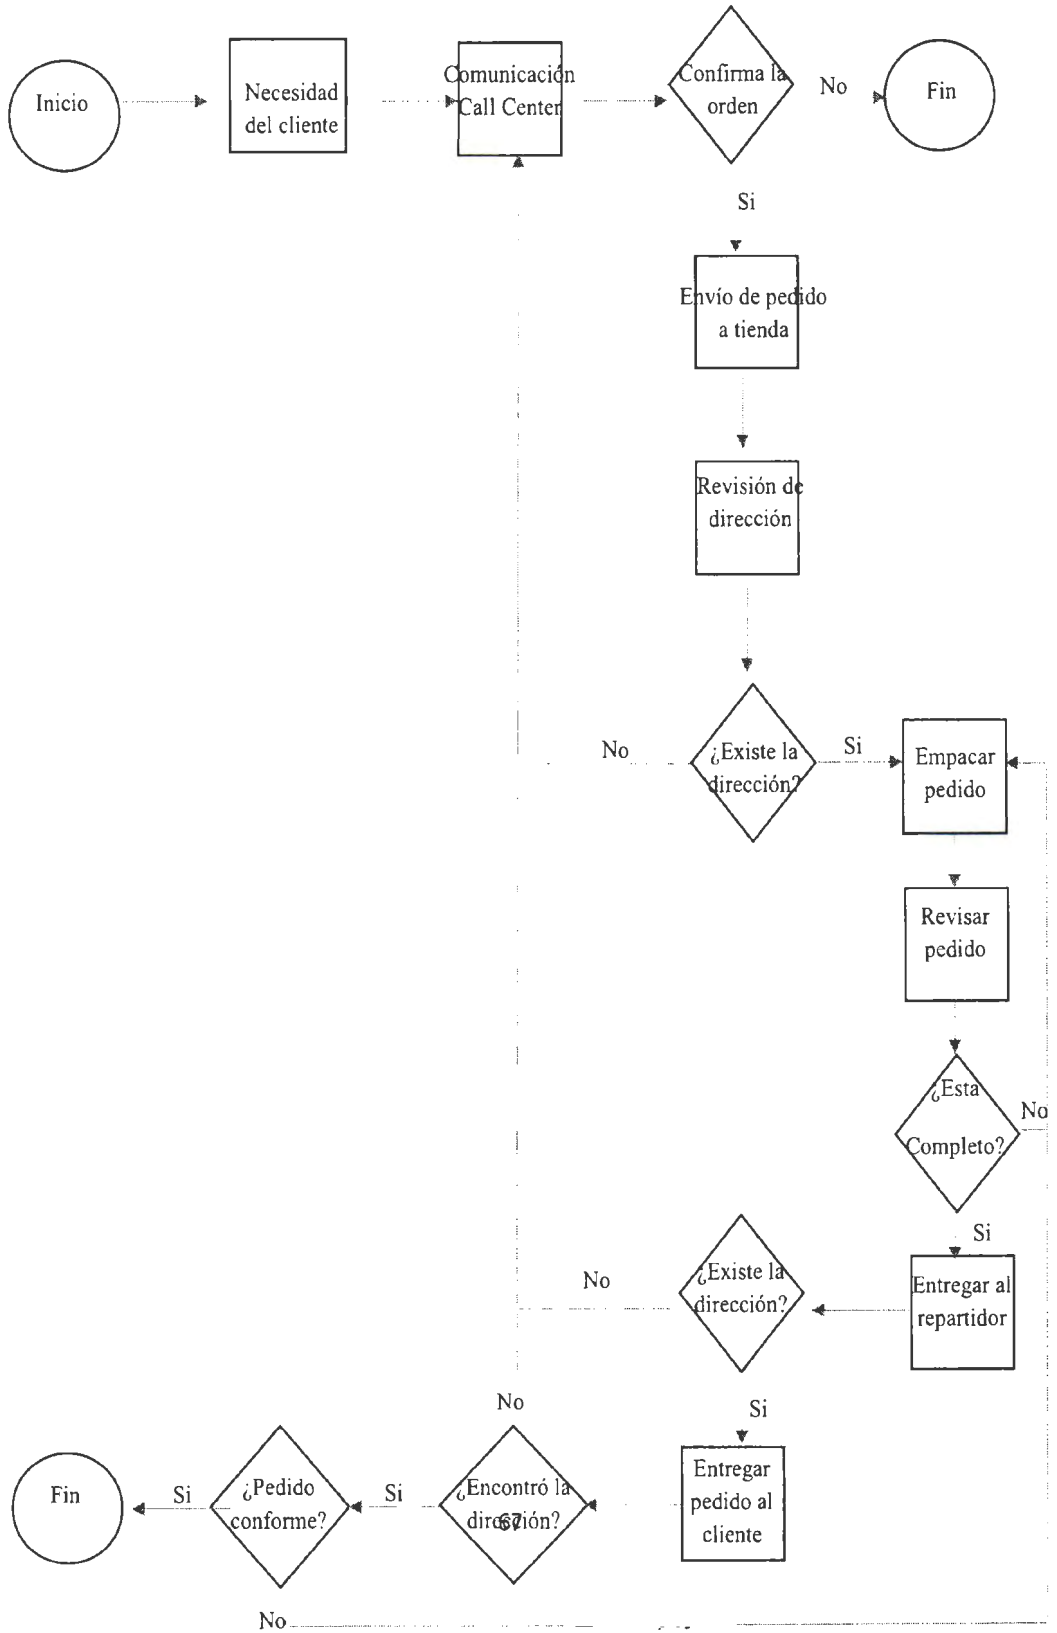 Inicio
Necesidad
del cliente
Comunicación
Call Center
Confirma la
orden
No
Fin
Si
Envío de pedido
a tienda
Revisión de
dirección
No
¿Existe la
dirección?
Si
Empacar
pedido
Revisar
pedido
¿Esta
Completo?
No
Si
Entregar al
repartidor
¿Existe la
dirección?
No
Si
Entregar
pedido al
cliente
No
¿Encontró la
dirección?
67
Si
¿Pedido
conforme?
Si
Fin
No